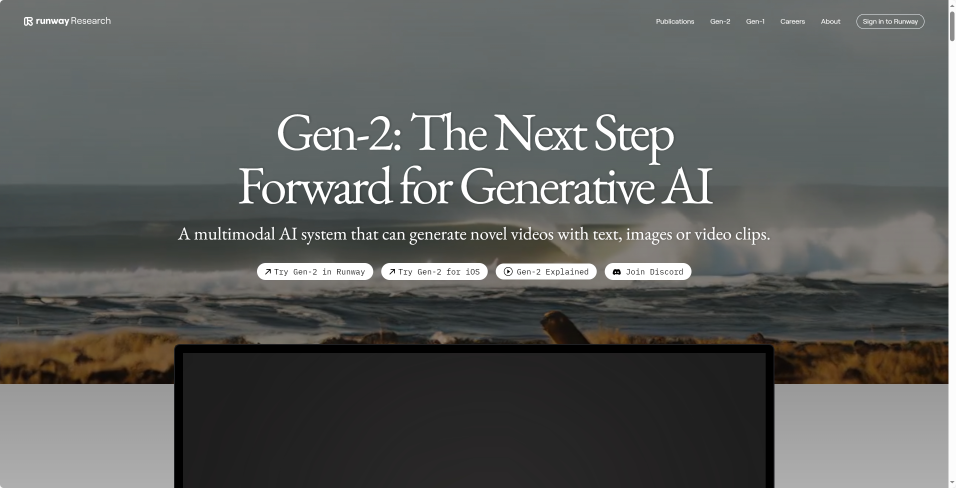 runway Research
Publications
Gen-2
Gen-1
Careers
About
Sign in to Runway
Gen-2: The Next Step
Forward for Generative AI
A multimodal AI system that can generate novel videos with text, images or video clips.
Try Gen-2 in Runway
Try Gen-2 for iOS
Gen-2 Explained
Join Discord